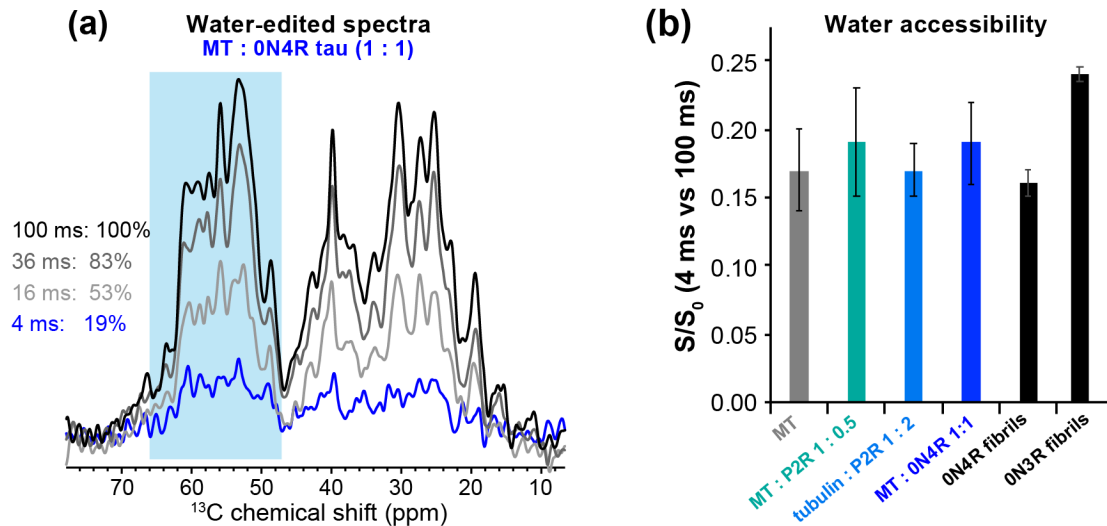 (a)
Water-edited spectra
MT : 0N4R tau (1 : 1)
100 ms: 100%
36 ms: 83%
16 ms: 53%
4 ms: 19%
70 60 50 40 30 20 10
¹³C chemical shift (ppm)
(b)
Water accessibility
S/S₀ (4 ms vs 100 ms)
0.25
0.20
0.15
0.10
0.05
0.00
MT
MT : P2R 1 : 0.5
tubulin : P2R 1 : 2
MT : 0N4R 1:1
0N4R fibrils
0N3R fibrils